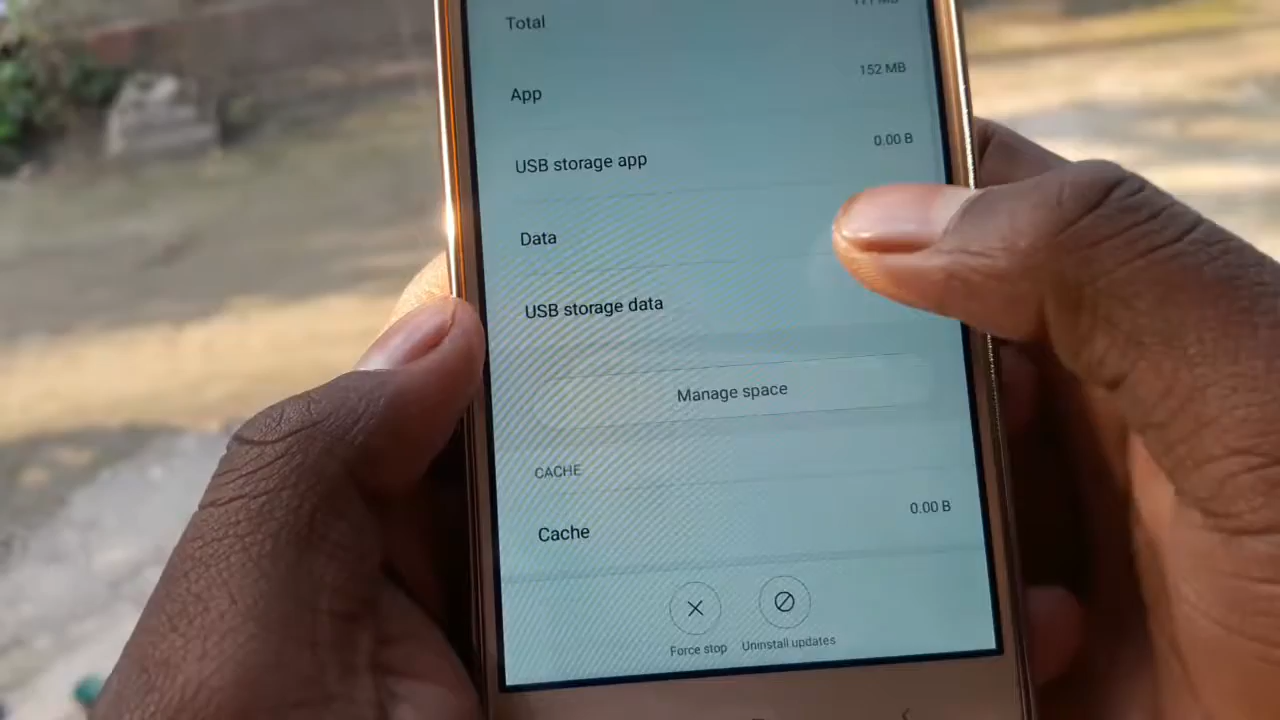 Total
App 152 MB
USB storage app 0.00 B
Data
USB storage data
Manage space
CACHE
Cache 0.00 B
Force stop Uninstall updates